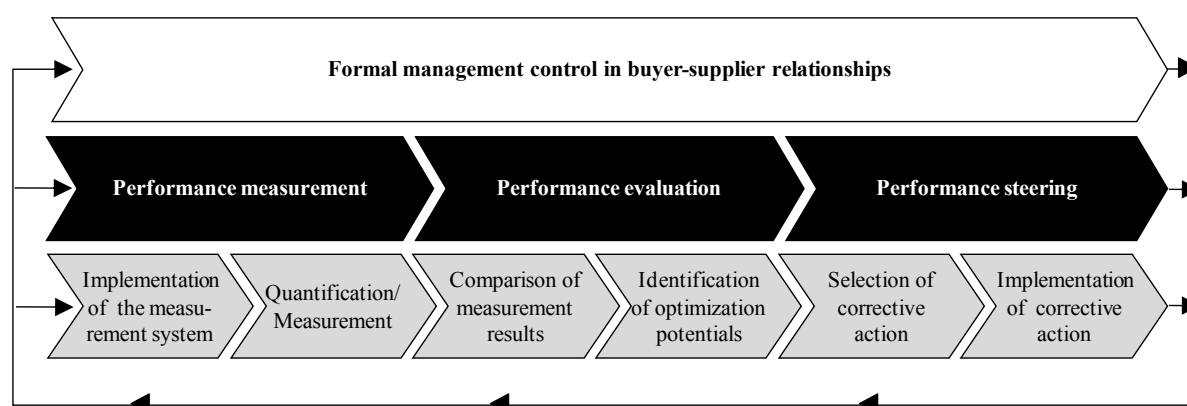 Formal management control in buyer-supplier relationships
Performance measurement
Performance evaluation
Performance steering
Implementation
of the measu-
rement system
Quantification/
Measurement
Comparison of
measurement
results
Identification
of optimization
potentials
Selection of
corrective
action
Implementation
of corrective
action